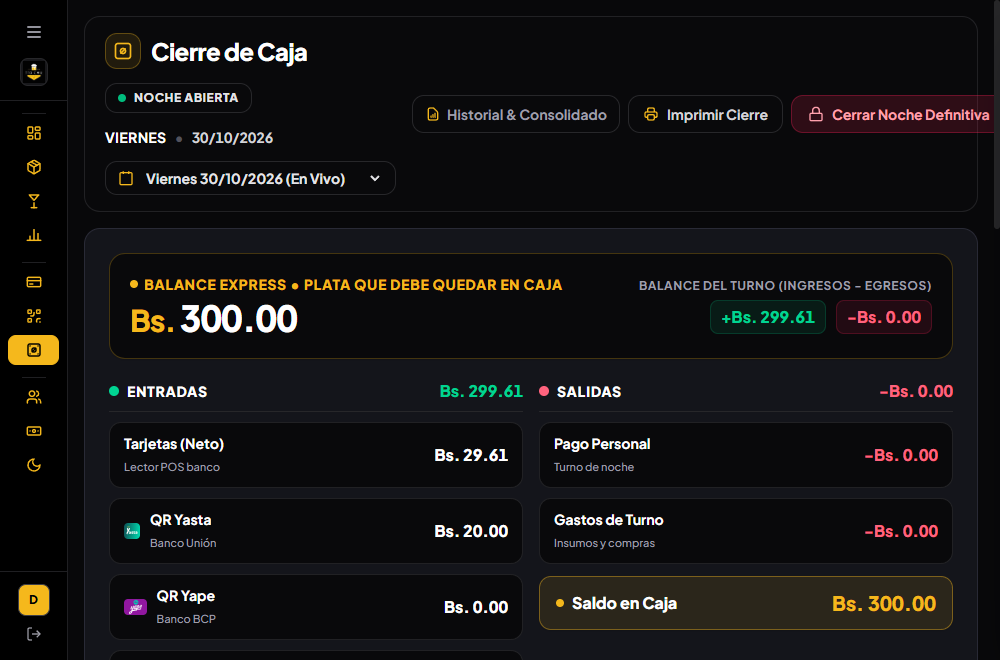 Cierre de Caja
NOCHE ABIERTA
VIERNES • 30/10/2026
Viernes 30/10/2026 (En Vivo)
Historial & Consolidado
Imprimir Cierre
Cerrar Noche Definitiva
BALANCE EXPRESS ● PLATA QUE DEBE QUEDAR EN CAJA
Bs. 300.00
BALANCE DEL TURNO (INGRESOS - EGRESOS)
+Bs. 299.61
-Bs. 0.00
ENTRADAS
Bs. 299.61
Tarjetas (Neto)
Lector POS banco
Bs. 29.61
QR Yasta
Banco Unión
Bs. 20.00
QR Yape
Banco BCP
Bs. 0.00
SALIDAS
-Bs. 0.00
Pago Personal
Turno de noche
-Bs. 0.00
Gastos de Turno
Insumos y compras
-Bs. 0.00
Saldo en Caja
Bs. 300.00
D